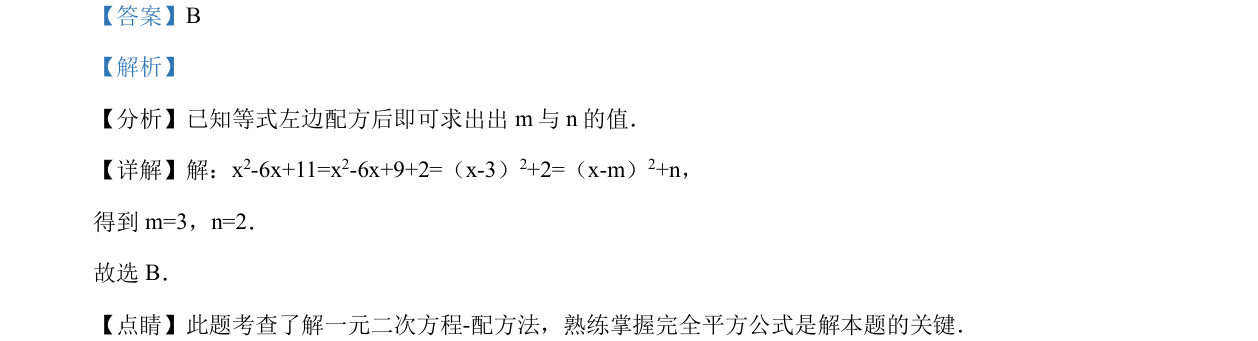 【答案】B
【解析】
【分析】已知等式左边配方后即可求出出 m 与 n 的值．
【详解】解：x²-6x+11=x²-6x+9+2=（x-3）²+2=（x-m）²+n，
得到 m=3，n=2．
故选 B．
【点睛】此题考查了解一元二次方程-配方法，熟练掌握完全平方公式是解本题的关键．